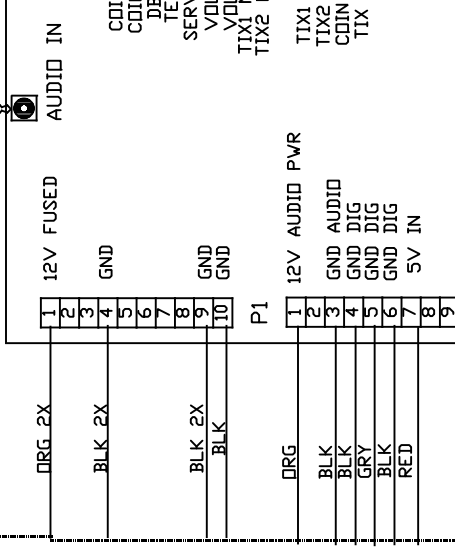 TIX1
TIX2
COIN
TIX
AUDIO IN
12V FUSED
GND
GND
GND
12V AUDIO PWR
GND AUDIO
GND DIG
GND DIG
GND DIG
5V IN
1
2
3
4
5
6
7
8
9
10
P1
1
2
3
4
5
6
7
8
9
ORG 2X
BLK 2X
BLK 2X
BLK
ORG
BLK
BLK
GRY
BLK
RED